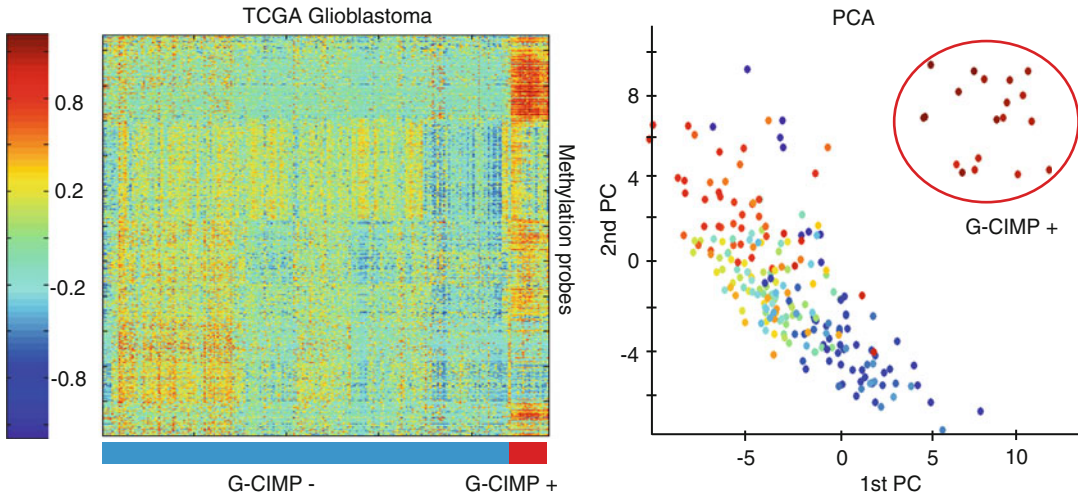 TCGA Glioblastoma
0.8
0.2
-0.2
-0.8
Methylation probes
G-CIMP -
G-CIMP +
PCA
8
4
0
-4
2nd PC
G-CIMP +
-5
0
5
10
1st PC